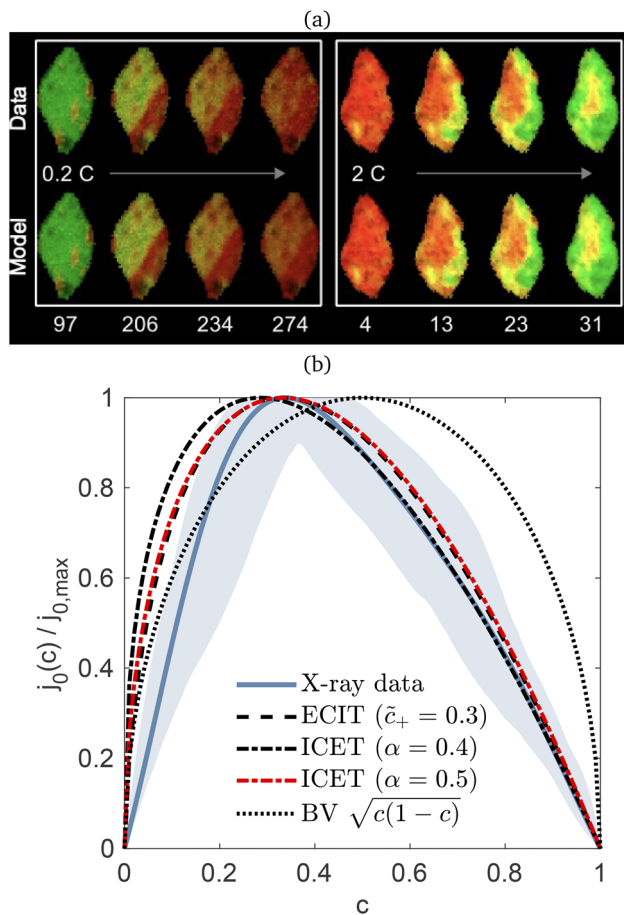 (a)
Data
0.2 C
2 C
Model
97 206 234 274 4 13 23 31
(b)
1
0.8
0.6
0.4
0.2
0
j₀(c) / j₀,max
X-ray data
ECIT (c̃₊ = 0.3)
ICET (α = 0.4)
ICET (α = 0.5)
BV √c(1 − c)
0 0.2 0.4 0.6 0.8 1
c